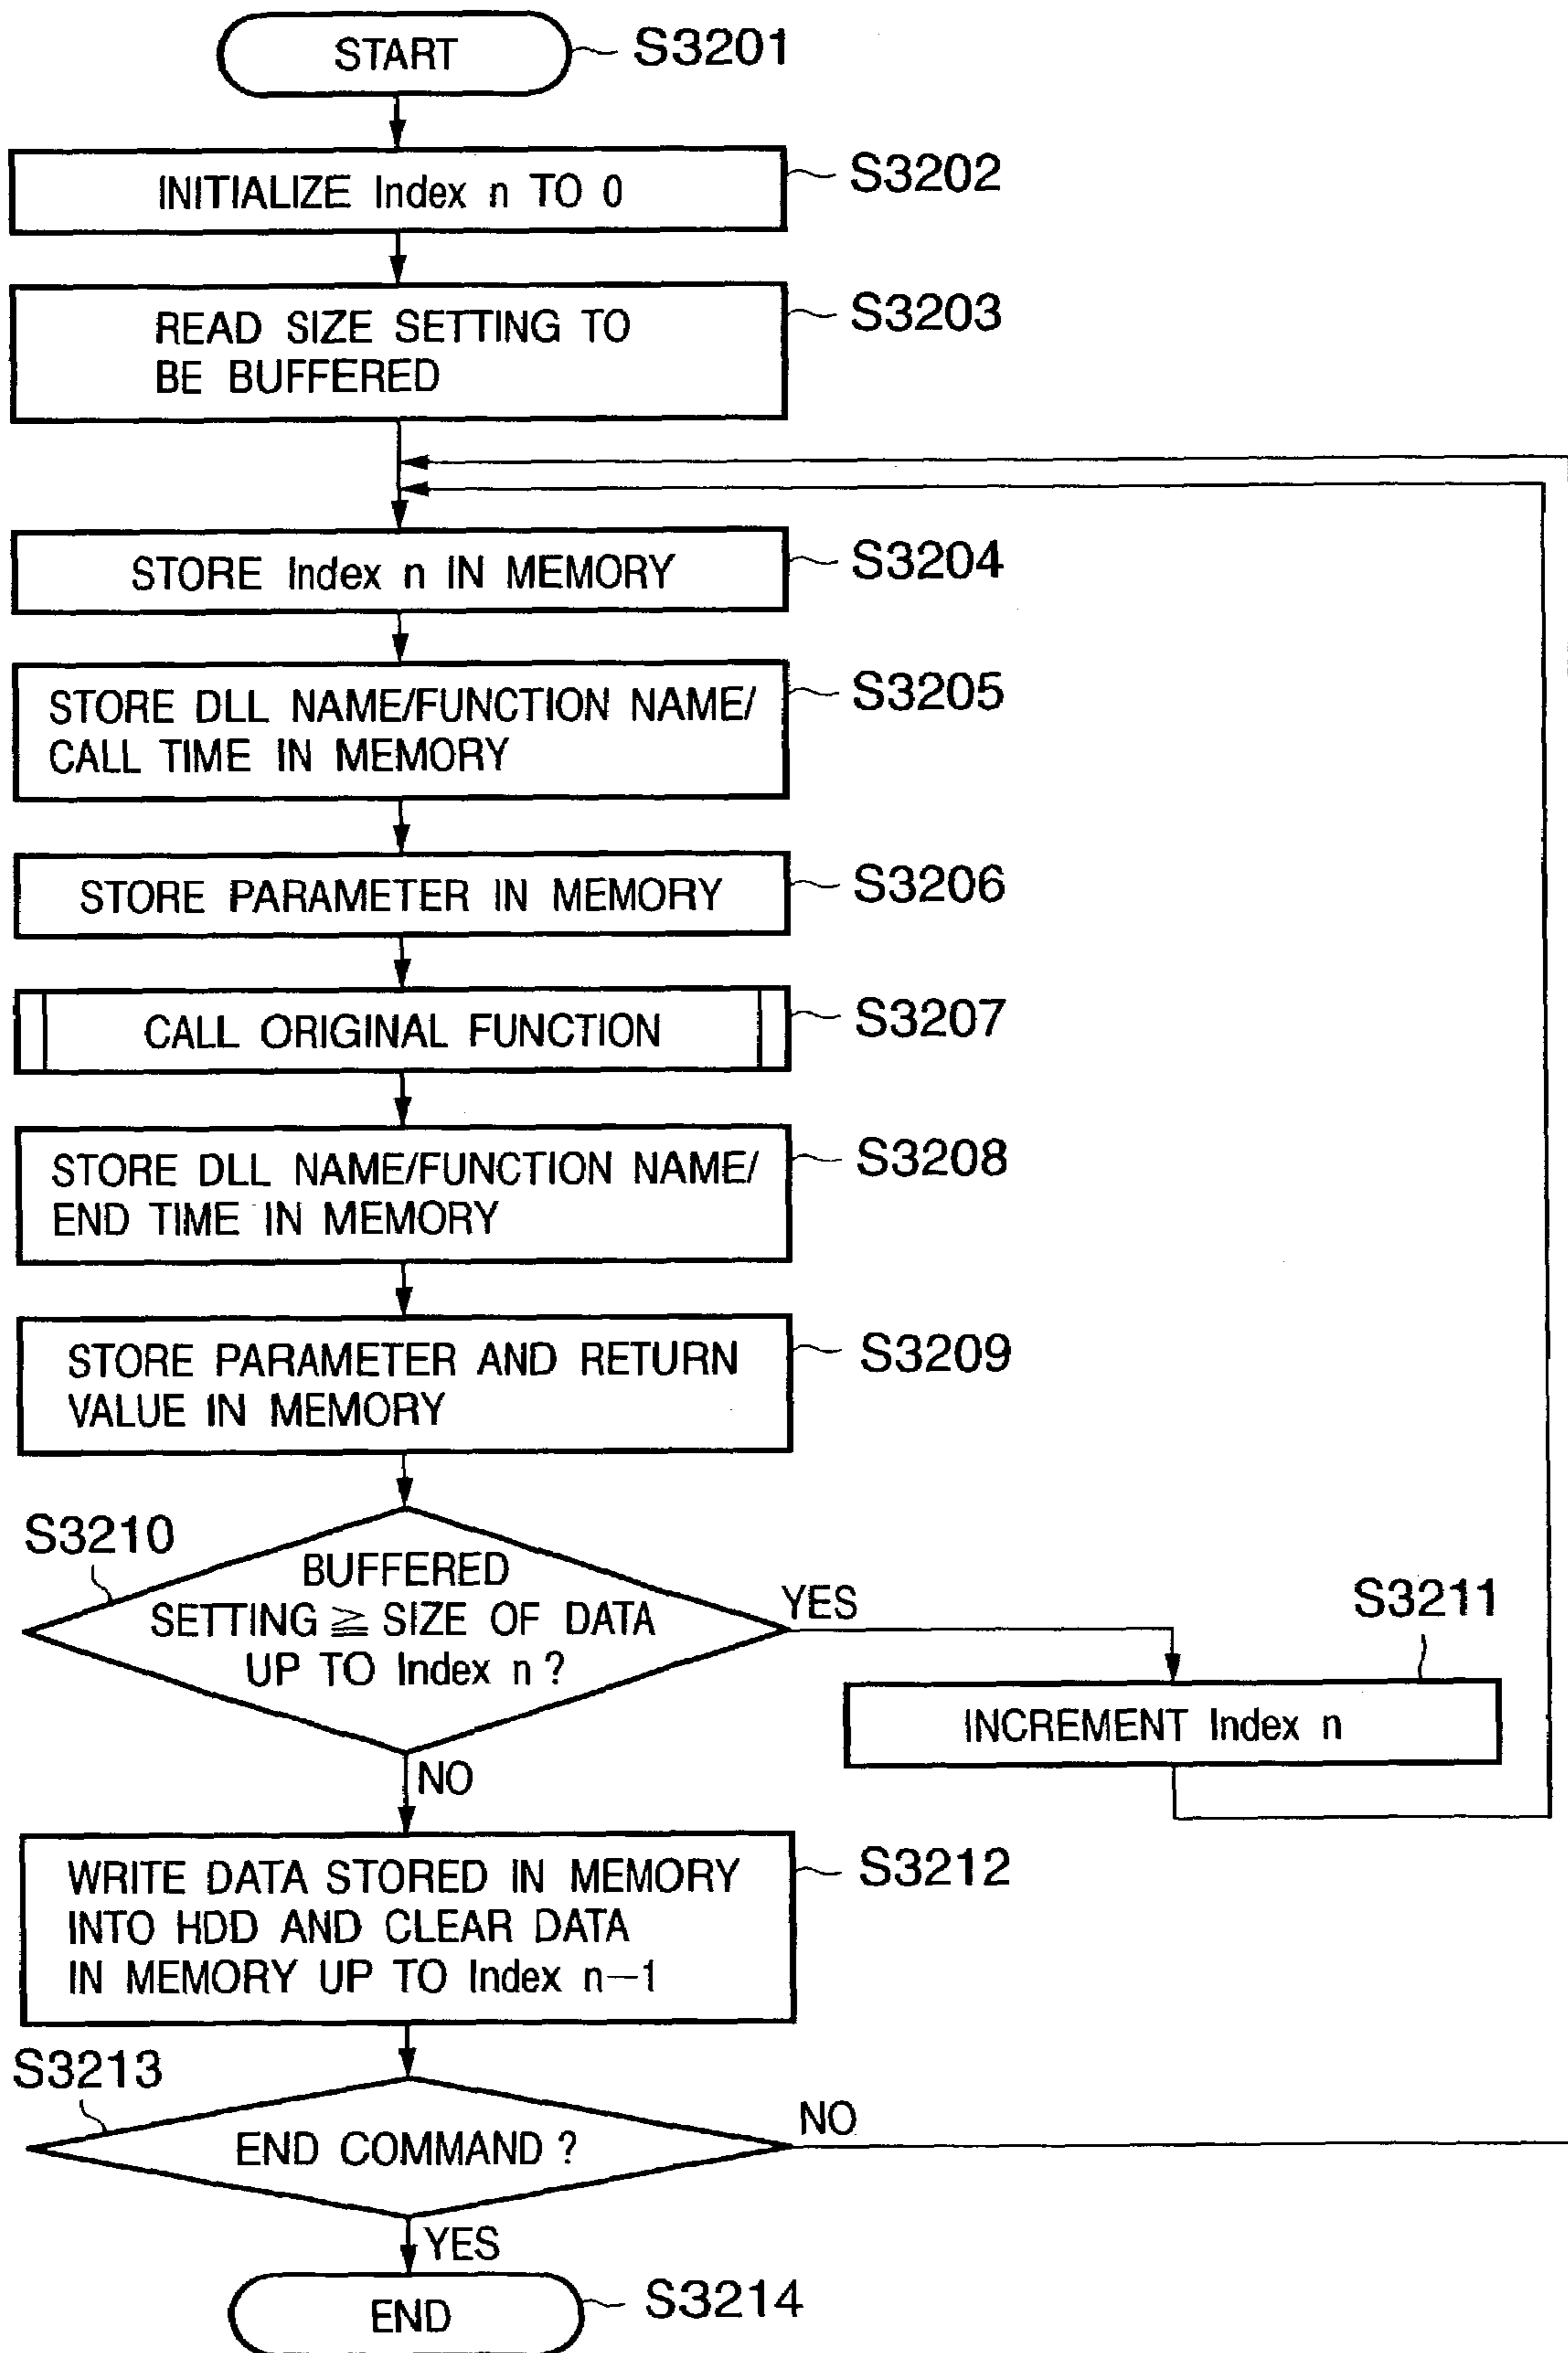 START
S3201
INITIALIZE Index n TO 0
S3202
READ SIZE SETTING TO
BE BUFFERED
S3203
STORE Index n IN MEMORY
S3204
STORE DLL NAME/FUNCTION NAME/
CALL TIME IN MEMORY
S3205
STORE PARAMETER IN MEMORY
S3206
CALL ORIGINAL FUNCTION
S3207
STORE DLL NAME/FUNCTION NAME/
END TIME IN MEMORY
S3208
STORE PARAMETER AND RETURN
VALUE IN MEMORY
S3209
S3210
BUFFERED
SETTING ≧ SIZE OF DATA
UP TO Index n?
YES
S3211
INCREMENT Index n
NO
WRITE DATA STORED IN MEMORY
INTO HDD AND CLEAR DATA
IN MEMORY UP TO Index n−1
S3212
S3213
END COMMAND?
NO
YES
END
S3214